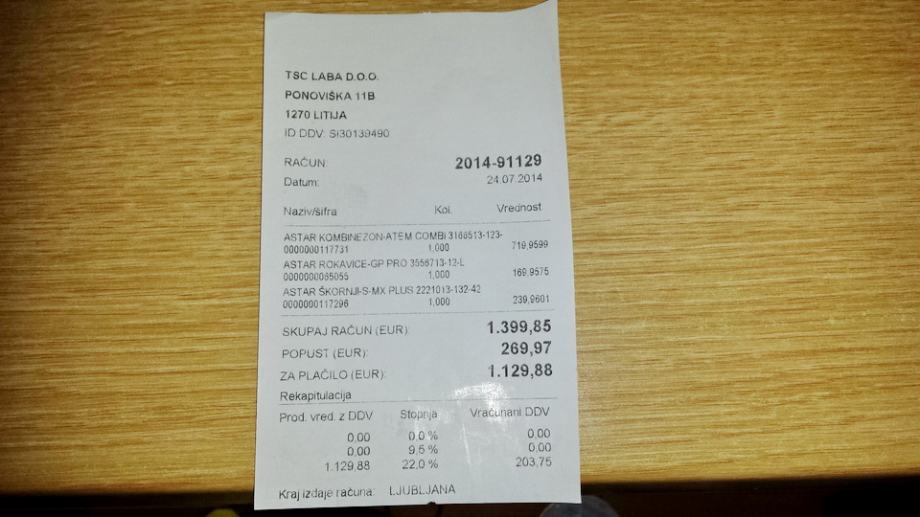 TSC LABA D.O.O.
PONOVIŠKA 11B
1270 LITIJA
ID DDV: SI30139490
RAČUN: 2014-91129
Datum: 24.07.2014
Naziv/šifra Kol. Vrednost
ASTAR KOMBINEZON-ATEM COMBI 3166513-123-
0000000117731 1,000 719,9599
ASTAR ROKAVICE-GP PRO 3556713-12-L
0000000065055 1,000 169,9575
ASTAR ŠKORNJI-S-MX PLUS 2221013-132-42
0000000117296 1,000 239,9601
SKUPAJ RAČUN (EUR): 1.399,85
POPUST (EUR): 269,97
ZA PLAČILO (EUR): 1.129,88
Rekapitulacija
Prod. vred. z DDV Stopnja Vračunani DDV
0,00 0,0 % 0,00
0,00 9,5 % 0,00
1.129,88 22,0 % 203,75
Kraj izdaje računa: LJUBLJANA